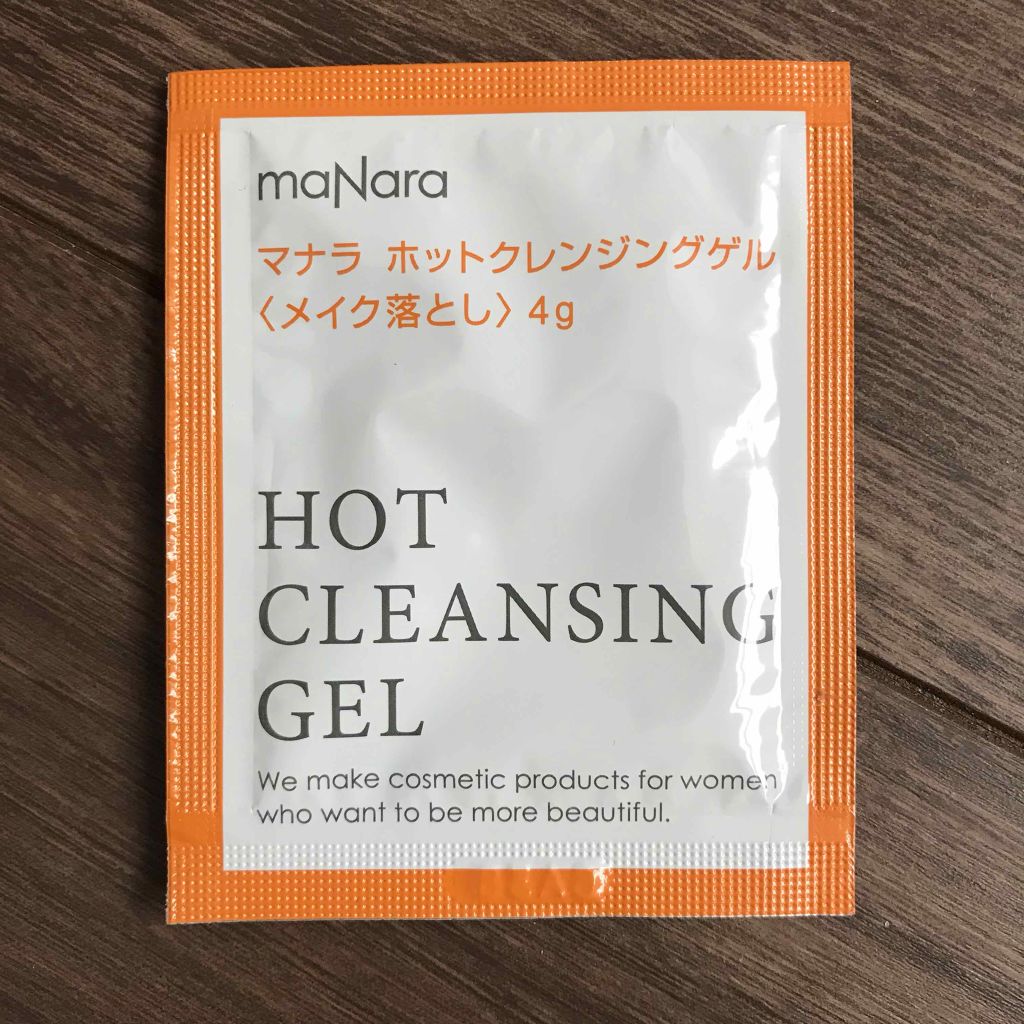 maNara
マナラ ホットクレンジングゲル
〈メイク落とし〉4g
HOT
CLEANSING
GEL
We make cosmetic products for women
who want to be more beautiful.